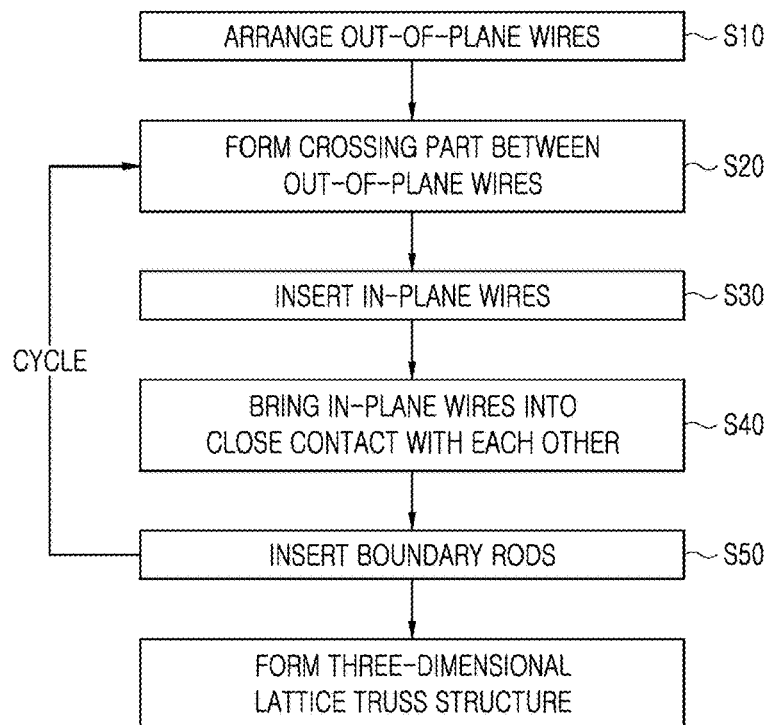 ARRANGE OUT-OF-PLANE WIRES S10
FORM CROSSING PART BETWEEN
OUT-OF-PLANE WIRES
S20
INSERT IN-PLANE WIRES S30
CYCLE
BRING IN-PLANE WIRES INTO
CLOSE CONTACT WITH EACH OTHER
S40
INSERT BOUNDARY RODS S50
FORM THREE-DIMENSIONAL
LATTICE TRUSS STRUCTURE